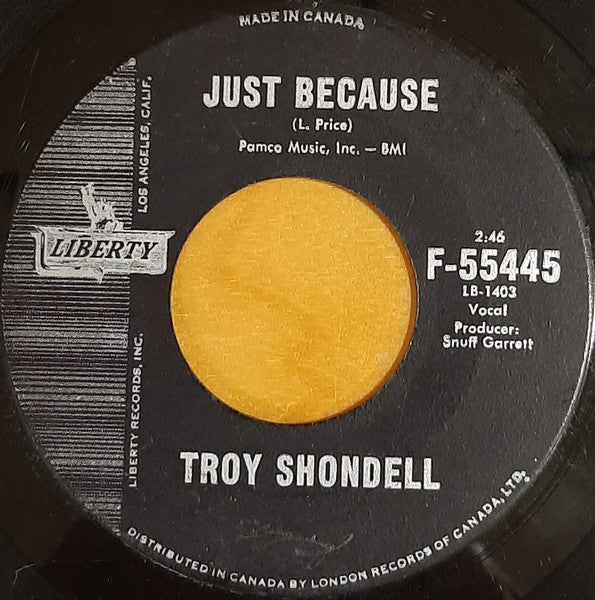 MADE IN CANADA
JUST BECAUSE
(L. Price)
Pamco Music, Inc. — BMI
LIBERTY
LOS ANGELES, CALIF.
LIBERTY RECORDS, INC.
2:46
F-55445
LB-1403
Vocal
Producer:
Snuff Garrett
TROY SHONDELL
DISTRIBUTED IN CANADA BY LONDON RECORDS OF CANADA, LTD.